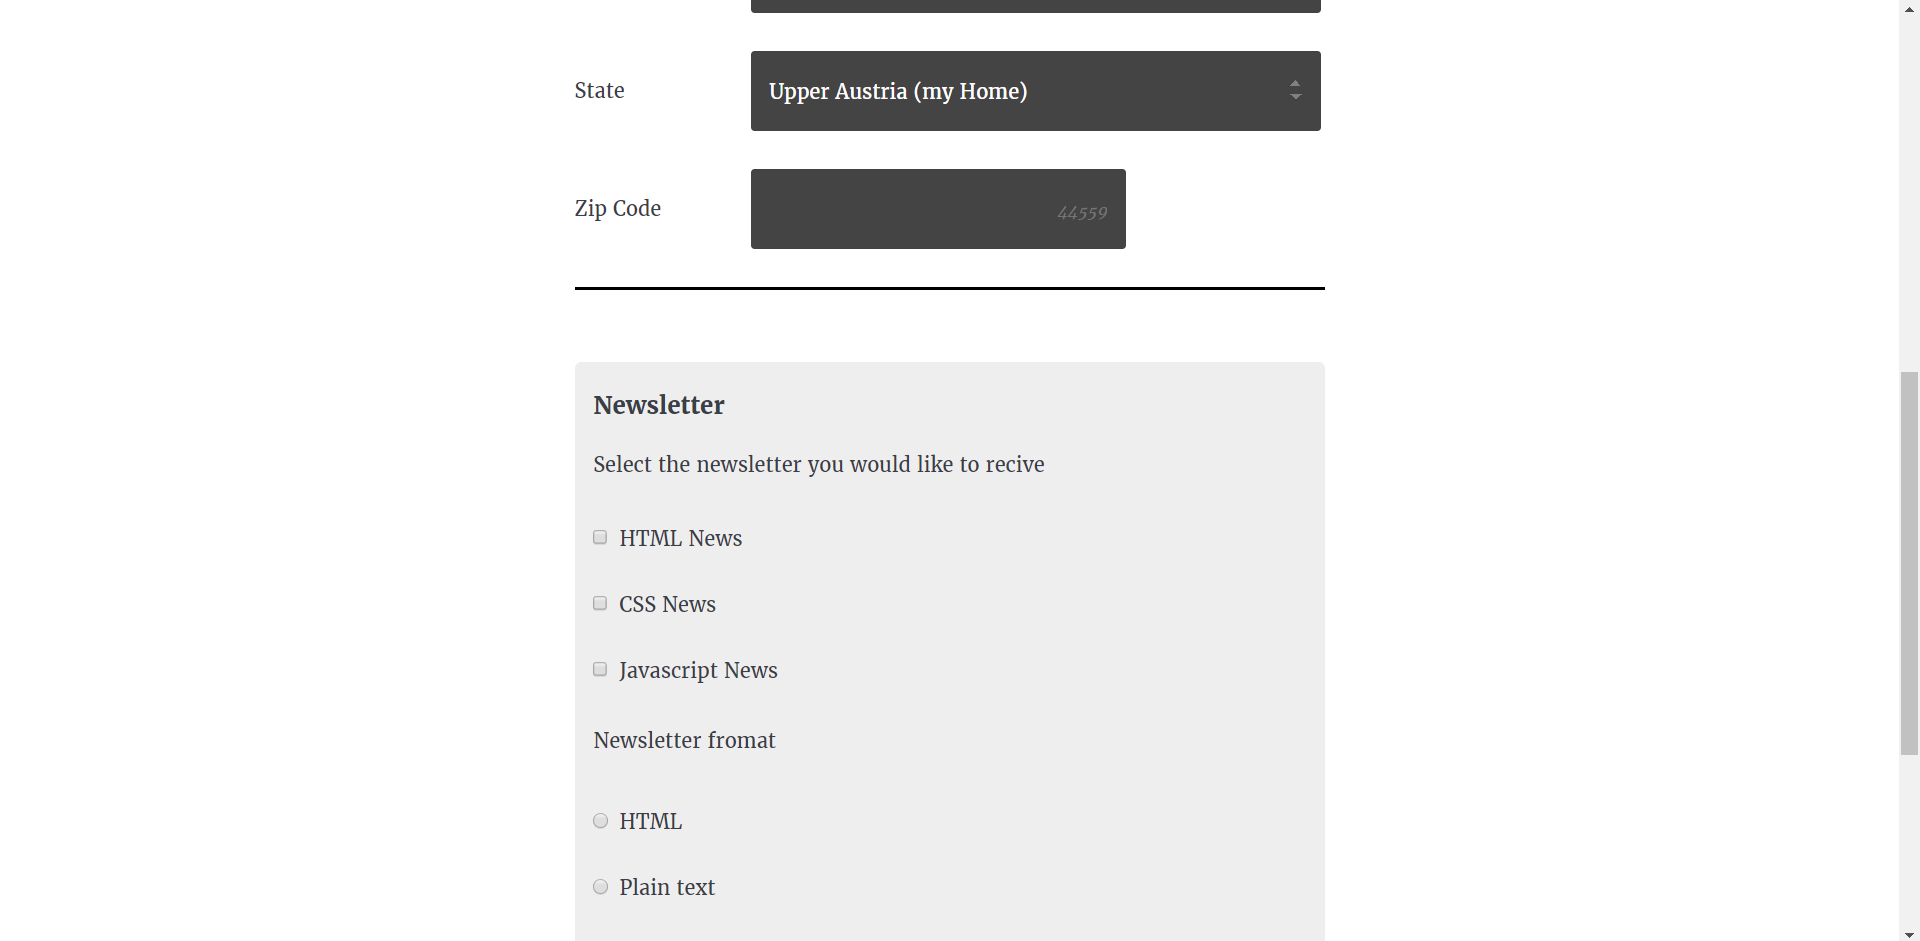 State
Upper Austria (my Home)
Zip Code
44559
Newsletter
Select the newsletter you would like to recive
HTML News
CSS News
Javascript News
Newsletter fromat
HTML
Plain text